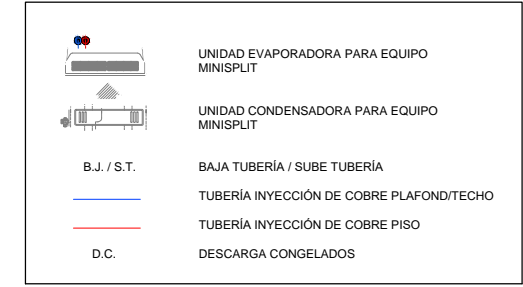 UNIDAD EVAPORADORA PARA EQUIPO
MINISPLIT
UNIDAD CONDENSADORA PARA EQUIPO
MINISPLIT
B.J. / S.T. BAJA TUBERÍA / SUBE TUBERÍA
TUBERÍA INYECCIÓN DE COBRE PLAFOND/TECHO
TUBERÍA INYECCIÓN DE COBRE PISO
D.C. DESCARGA CONGELADOS